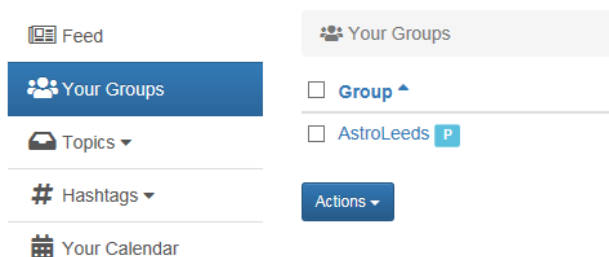 Feed
Your Groups
Topics
# Hashtags
Your Calendar
Your Groups
Group
AstroLeeds P
Actions